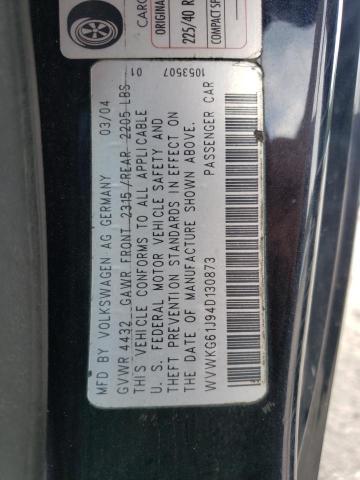 CARG
ORIGINA
225/40 R
COMPACT SP
MFD BY VOLKSWAGEN AG GERMANY 03/04
GVWR 4432 GAWR FRONT 2315/REAR 2205 LBS 01
THIS VEHICLE CONFORMS TO ALL APPLICABLE
U. S. FEDERAL MOTOR VEHICLE SAFETY AND
THEFT PREVENTION STANDARDS IN EFFECT ON
THE DATE OF MANUFACTURE SHOWN ABOVE.
WVWKG61J94D130873 PASSENGER CAR 1053507